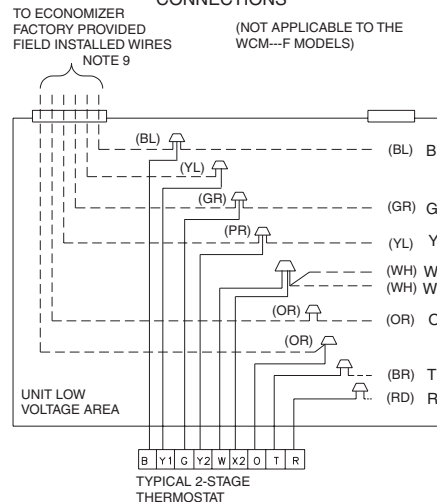 CONNECTIONS
TO ECONOMIZER
FACTORY PROVIDED
FIELD INSTALLED WIRES
NOTE 9
(NOT APPLICABLE TO THE
WCM---F MODELS)
(BL) (BL) B
(YL)
(GR) (GR) G
(PR) (YL) Y
(WH) W
(WH) W
(OR) (OR)
(OR)
(BR) T
(RD) R
UNIT LOW
VOLTAGE AREA
B Y1 G Y2 W X2 O T R
TYPICAL 2-STAGE
THERMOSTAT